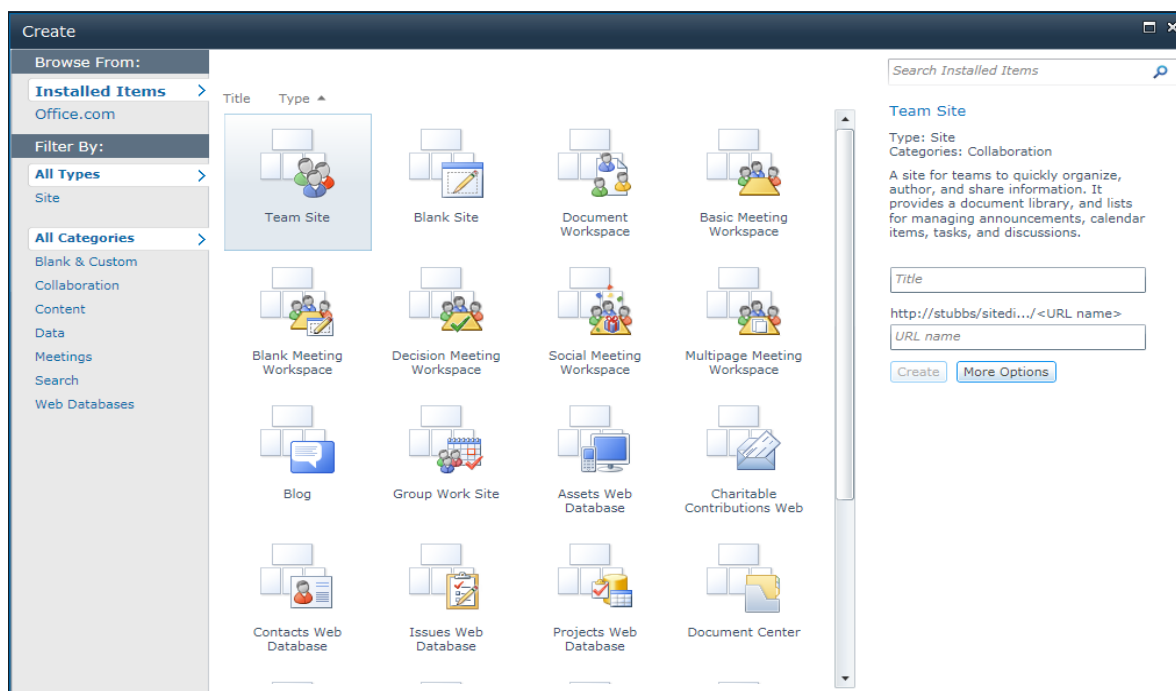 Create
Browse From:
Installed Items
Office.com
Filter By:
All Types
Site
All Categories
Blank & Custom
Collaboration
Content
Data
Meetings
Search
Web Databases
Title Type
Team Site
Blank Site
Document
Workspace
Basic Meeting
Workspace
Blank Meeting
Workspace
Decision Meeting
Workspace
Social Meeting
Workspace
Multipage Meeting
Workspace
Blog
Group Work Site
Assets Web
Database
Charitable
Contributions Web
Contacts Web
Database
Issues Web
Database
Projects Web
Database
Document Center
Search Installed Items
Team Site
Type: Site
Categories: Collaboration
A site for teams to quickly organize,
author, and share information. It
provides a document library, and lists
for managing announcements, calendar
items, tasks, and discussions.
Title
http://stubbs/sitedi.../<URL name>
URL name
Create More Options